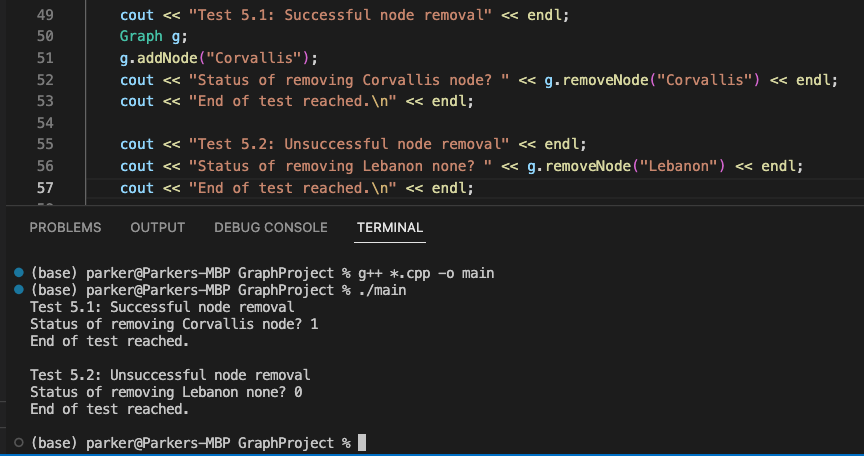 49 cout << "Test 5.1: Successful node removal" << endl;
50 Graph g;
51 g.addNode("Corvallis");
52 cout << "Status of removing Corvallis node? " << g.removeNode("Corvallis") << endl;
53 cout << "End of test reached.\n" << endl;
54
55 cout << "Test 5.2: Unsuccessful node removal" << endl;
56 cout << "Status of removing Lebanon none? " << g.removeNode("Lebanon") << endl;
57 cout << "End of test reached.\n" << endl;
PROBLEMS OUTPUT DEBUG CONSOLE TERMINAL
(base) parker@Parkers-MBP GraphProject % g++ *.cpp -o main
(base) parker@Parkers-MBP GraphProject % ./main
Test 5.1: Successful node removal
Status of removing Corvallis node? 1
End of test reached.
Test 5.2: Unsuccessful node removal
Status of removing Lebanon none? 0
End of test reached.
(base) parker@Parkers-MBP GraphProject %